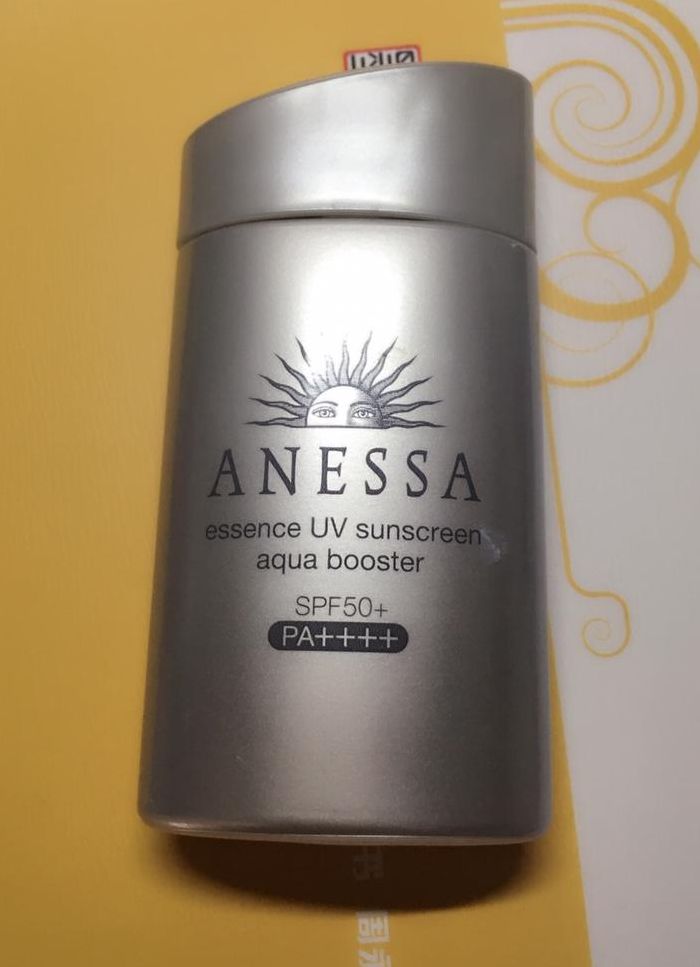 ANESSA
essence UV sunscreen
aqua booster
SPF50+
PA++++